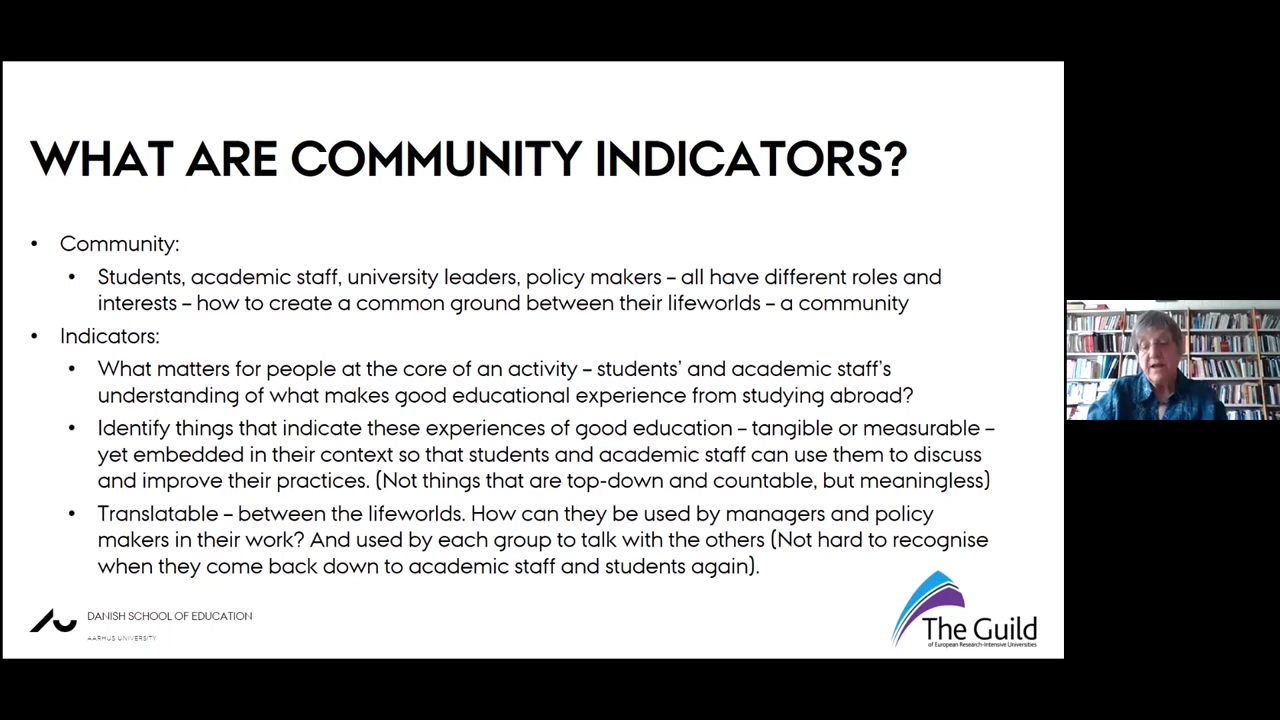 WHAT ARE COMMUNITY INDICATORS?
• Community:
• Students, academic staff, university leaders, policy makers – all have different roles and
interests – how to create a common ground between their lifeworlds – a community
• Indicators:
• What matters for people at the core of an activity – students' and academic staff's
understanding of what makes good educational experience from studying abroad?
• Identify things that indicate these experiences of good education – tangible or measurable –
yet embedded in their context so that students and academic staff can use them to discuss
and improve their practices. (Not things that are top-down and countable, but meaningless)
• Translatable – between the lifeworlds. How can they be used by managers and policy
makers in their work? And used by each group to talk with the others (Not hard to recognise
when they come back down to academic staff and students again).
DANISH SCHOOL OF EDUCATION
AARHUS UNIVERSITY
The Guild
of European Research-Intensive Universities